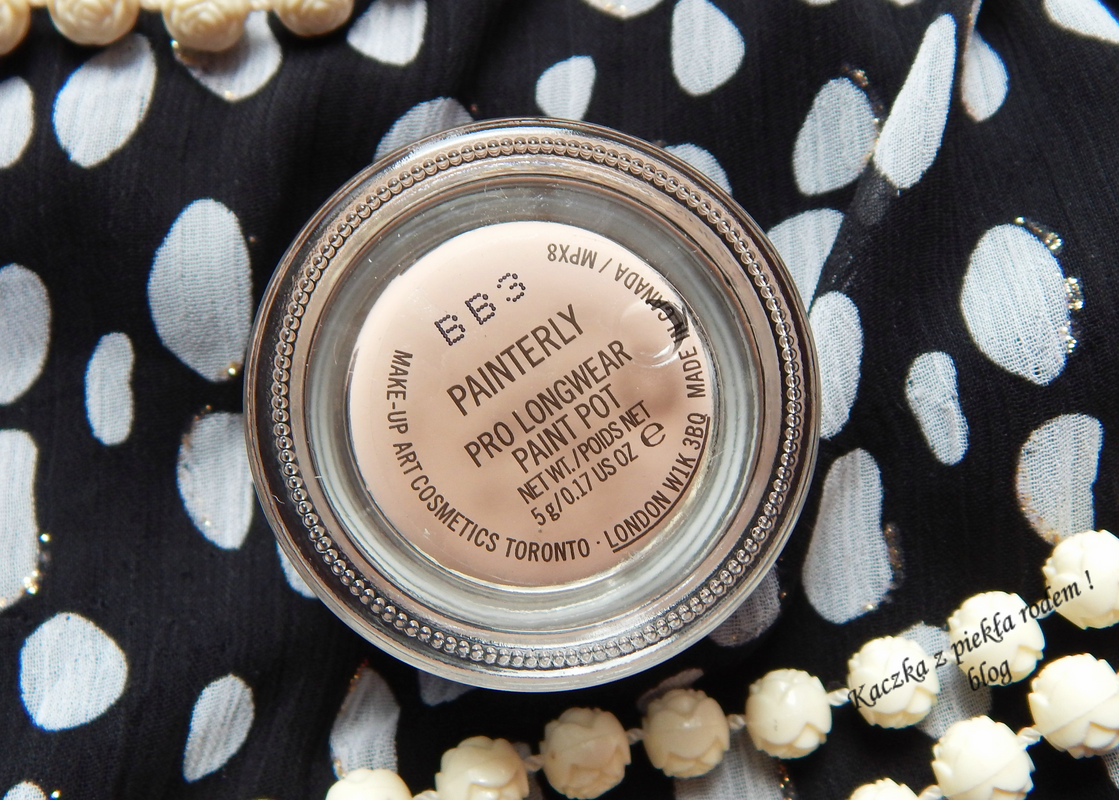 BB3
PAINTERLY
PRO LONGWEAR
PAINT POT
NET WT./POIDS NET
5 g/0.17 US OZ e
MAKE-UP ART COSMETICS TORONTO · LONDON W1K 3BQ MADE IN CANADA / MPX8
Kaczka z piekła rodem !
blog